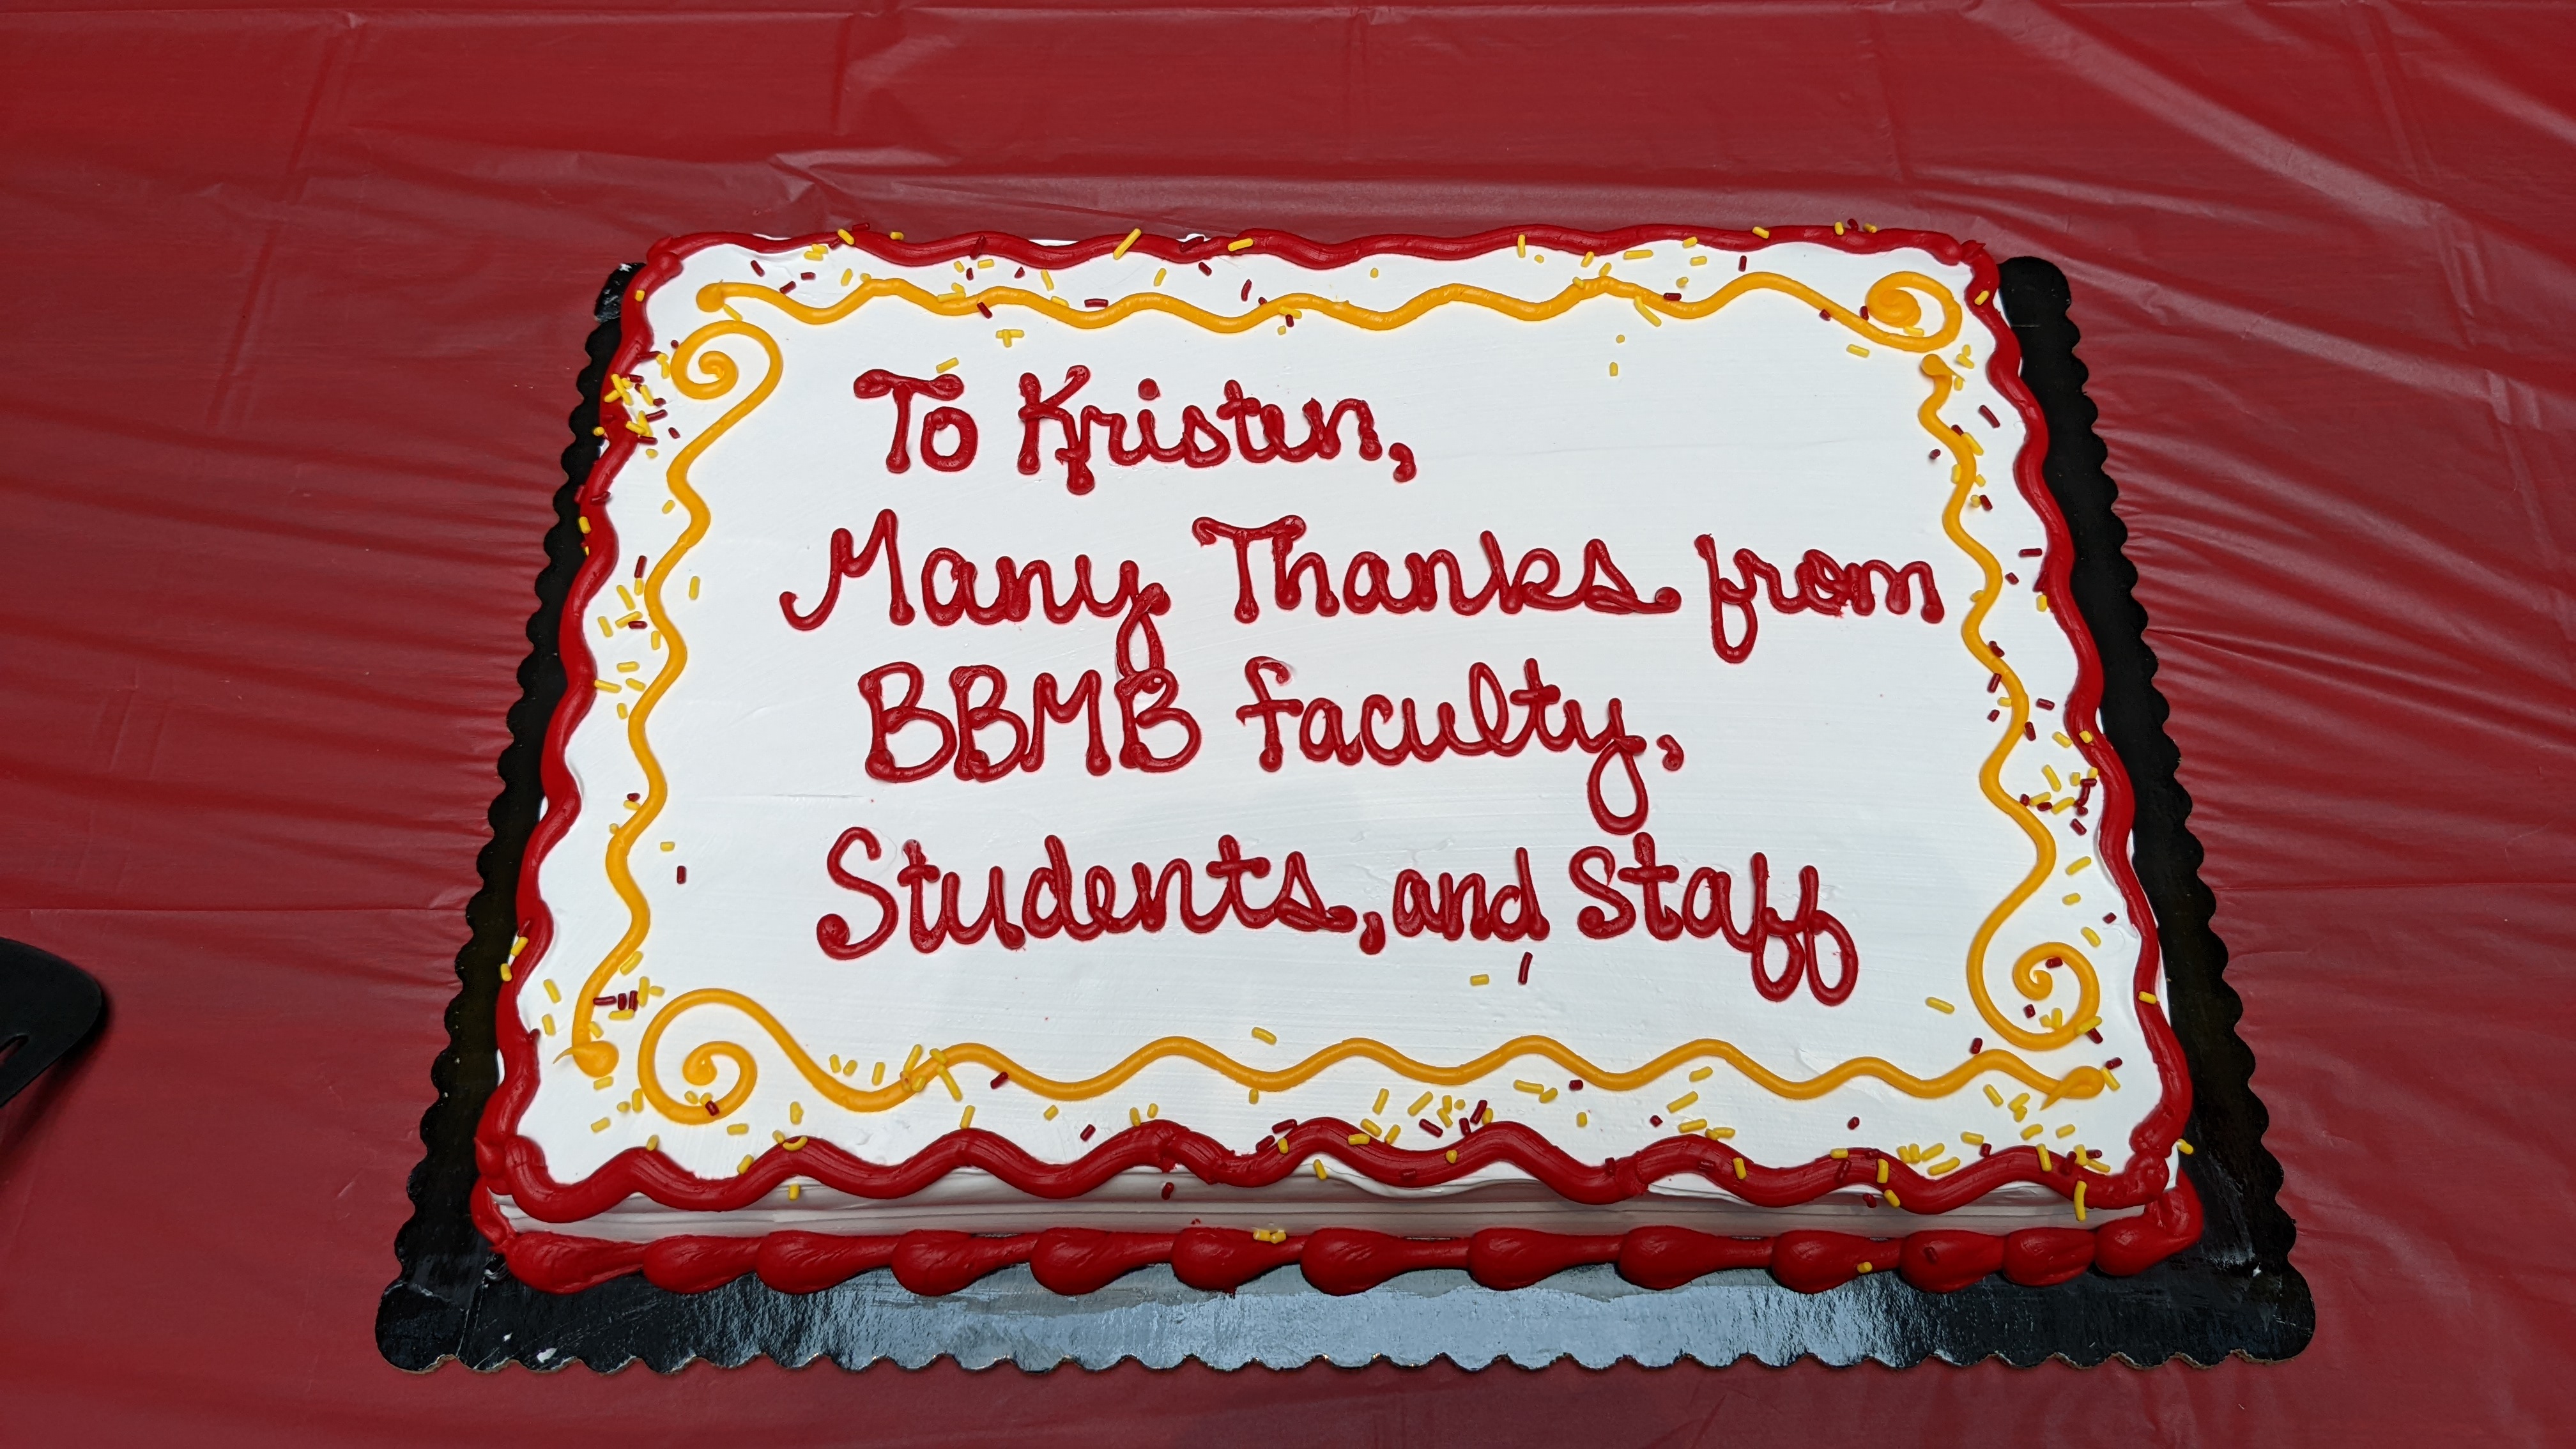 To Kristen,
Many Thanks from
BBMB faculty,
Students, and Staff